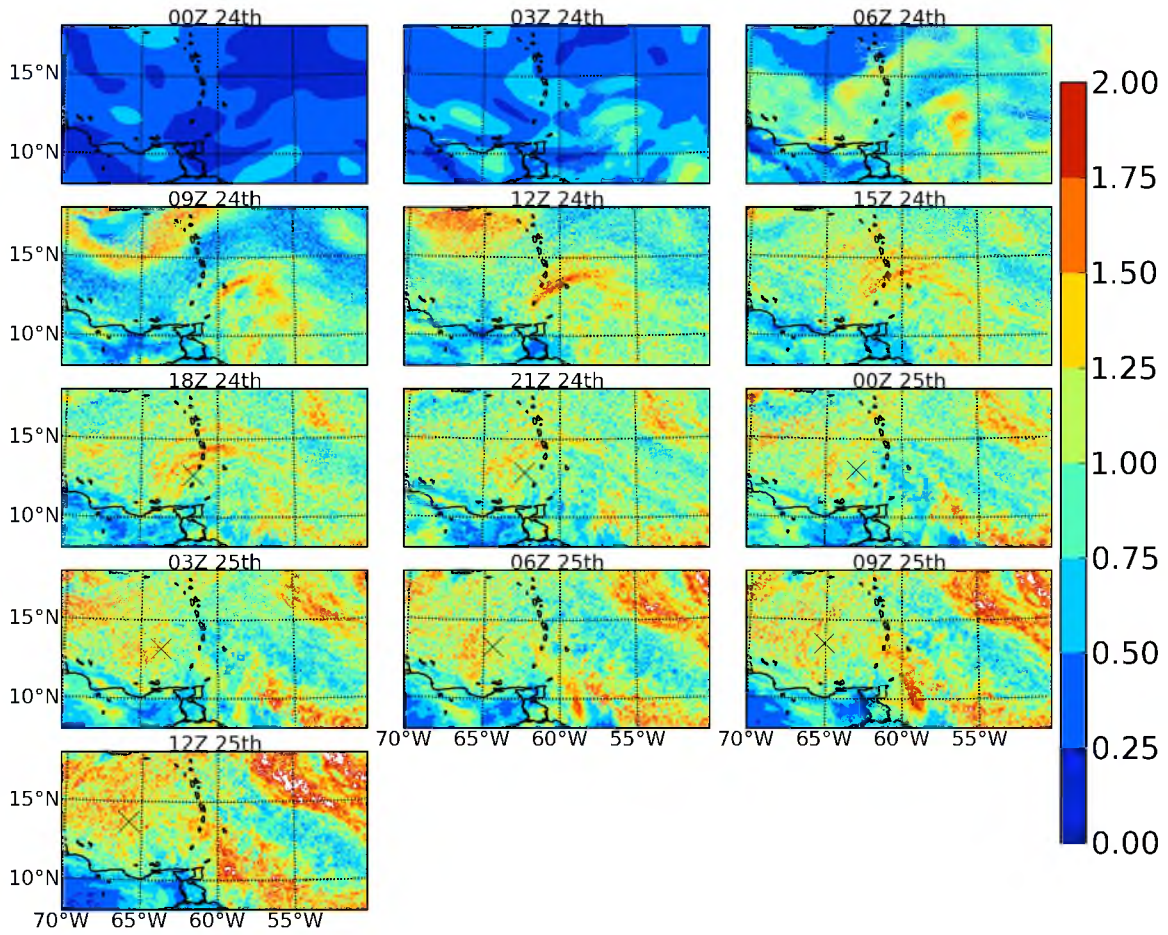 00Z 24th 03Z 24th 06Z 24th
15°N
2.00
10°N
1.75
09Z 24th 12Z 24th 15Z 24th
15°N
1.50
10°N
1.25
18Z 24th 21Z 24th 00Z 25th
15°N
1.00
10°N
0.75
03Z 25th 06Z 25th 09Z 25th
15°N
0.50
10°N
70°W 65°W 60°W 55°W 70°W 65°W 60°W 55°W
0.25
12Z 25th
15°N
0.00
10°N
70°W 65°W 60°W 55°W